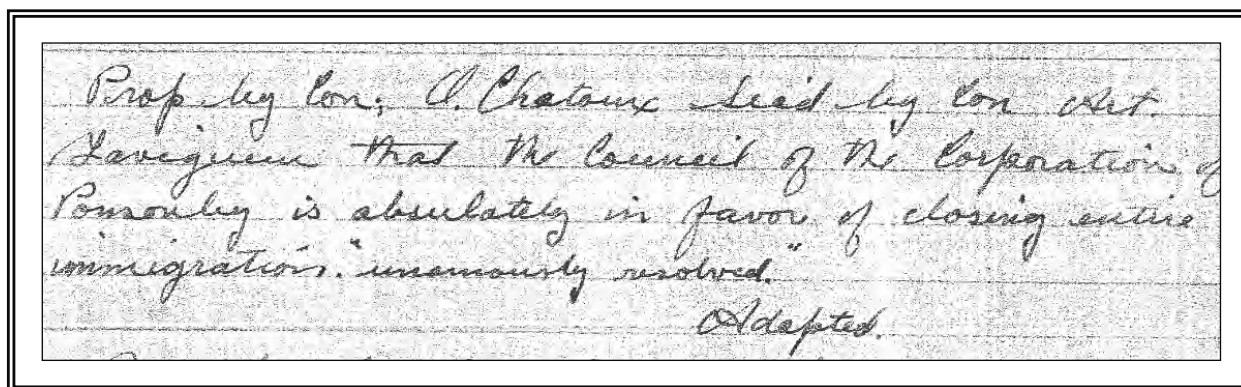 Prop by Con; A. Chatoux Secd by Con Art.
Lavigueur that the Council of the Corporation of
Ponsonby is absulately in favor of closing entire
immigration. "unamously resolved."
Adapted.